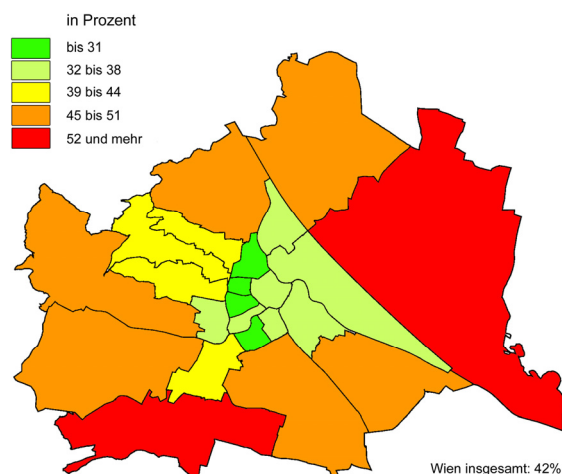 in Prozent
bis 31
32 bis 38
39 bis 44
45 bis 51
52 und mehr
Wien insgesamt: 42%